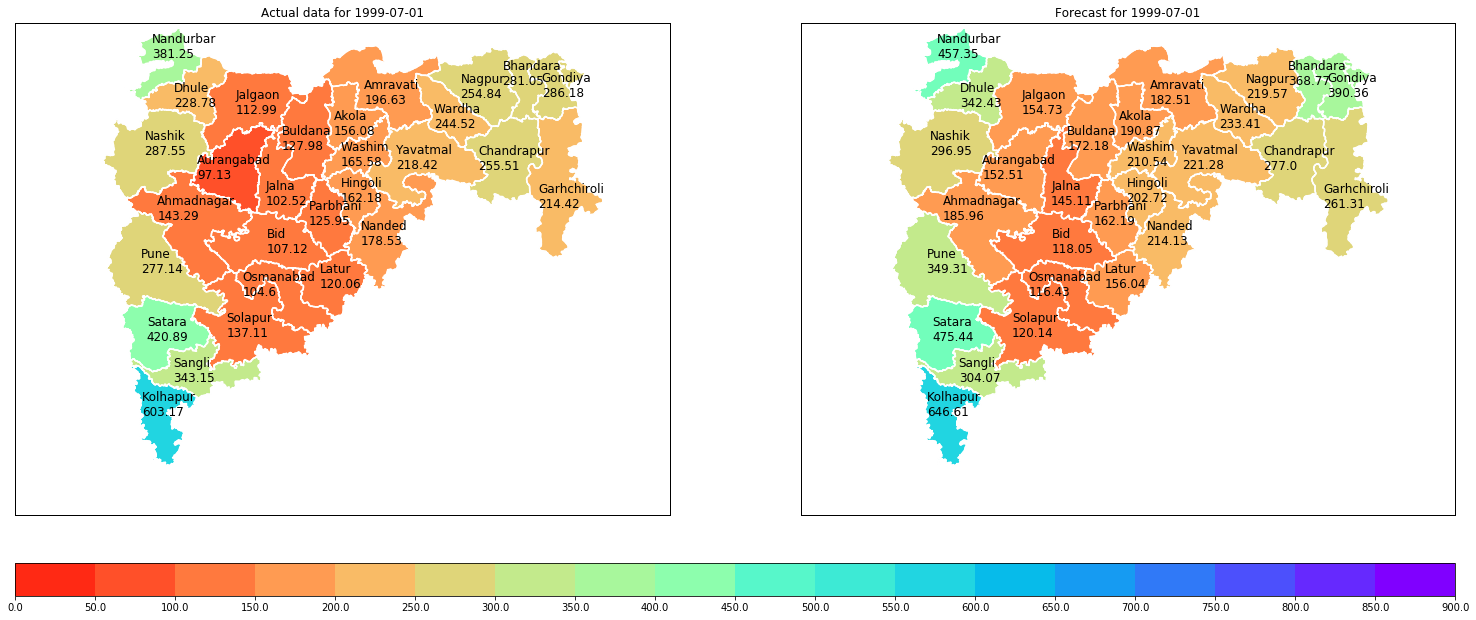 Actual data for 1999-07-01
Nandurbar
381.25
Dhule
228.78
Jalgaon
112.99
Amravati
196.63
Nagpur
254.84
Bhandara
281.05
Gondiya
286.18
Wardha
244.52
Akola
156.08
Buldana
127.98
Nashik
287.55
Aurangabad
97.13
Washim
165.58
Yavatmal
218.42
Chandrapur
255.51
Jalna
102.52
Hingoli
162.18
Garhchiroli
214.42
Ahmadnagar
143.29
Parbhani
125.95
Nanded
178.53
Bid
107.12
Pune
277.14
Osmanabad
104.6
Latur
120.06
Satara
420.89
Solapur
137.11
Sangli
343.15
Kolhapur
603.17
Forecast for 1999-07-01
Nandurbar
457.35
Dhule
342.43
Jalgaon
154.73
Amravati
182.51
Nagpur
219.57
Bhandara
368.77
Gondiya
390.36
Wardha
233.41
Akola
190.87
Buldana
172.18
Nashik
296.95
Aurangabad
152.51
Washim
210.54
Yavatmal
221.28
Chandrapur
277.0
Jalna
145.11
Hingoli
202.72
Garhchiroli
261.31
Ahmadnagar
185.96
Parbhani
162.19
Nanded
214.13
Bid
118.05
Pune
349.31
Osmanabad
116.43
Latur
156.04
Satara
475.44
Solapur
120.14
Sangli
304.07
Kolhapur
646.61
0.0 50.0 100.0 150.0 200.0 250.0 300.0 350.0 400.0 450.0 500.0 550.0 600.0 650.0 700.0 750.0 800.0 850.0 900.0